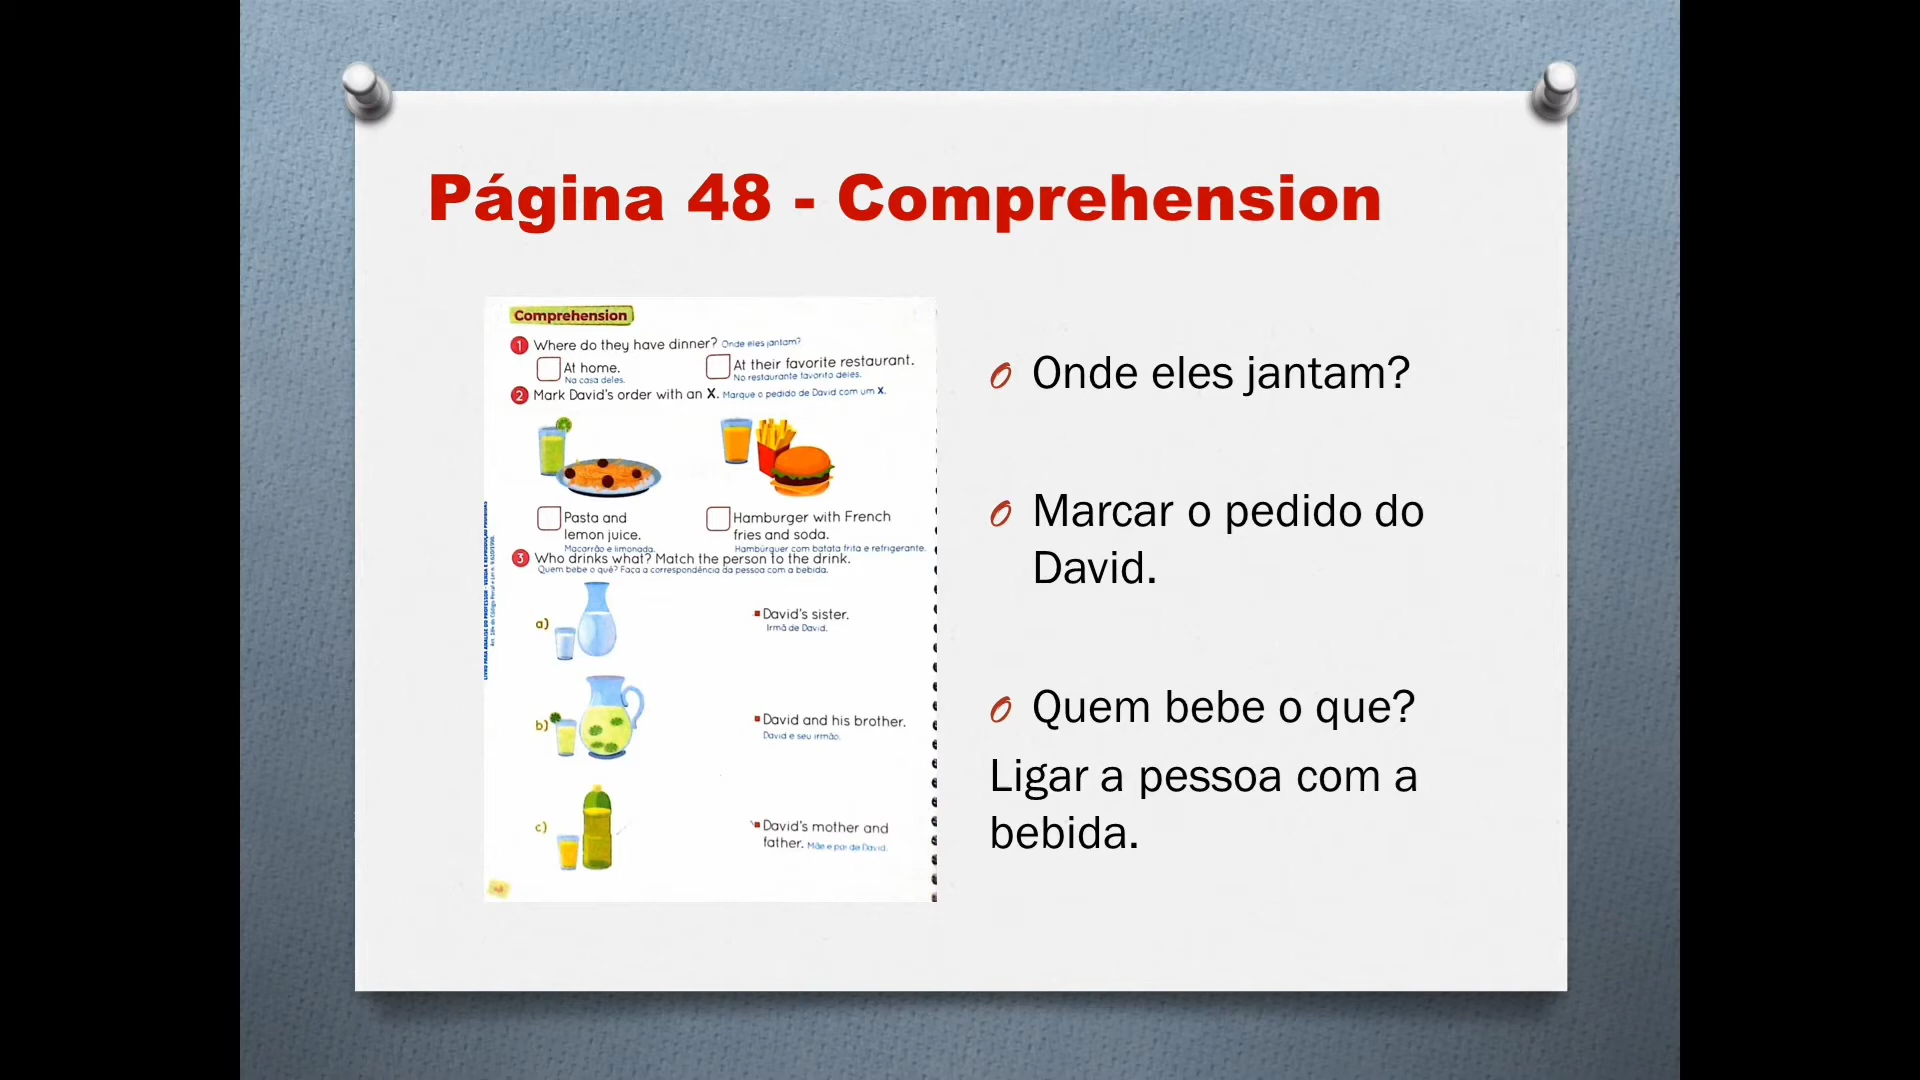 Página 48 - Comprehension
Comprehension
1 Where do they have dinner? Onde eles jantam?
At home.
Na casa deles.
At their favorite restaurant.
No restaurante favorito deles.
2 Mark David's order with an X. Marque o pedido de David com um X.
Pasta and
lemon juice.
Macarrão e limonada.
Hamburger with French
fries and soda.
Hambúrguer com batata frita e refrigerante.
3 Who drinks what? Match the person to the drink.
Quem bebe o quê? Faça a correspondência da pessoa com a bebida.
a)
David's sister.
Irmã de David.
b)
David and his brother.
David e seu irmão.
c)
David's mother and
father. Mãe e pai de David.
Onde eles jantam?
Marcar o pedido do
David.
Quem bebe o que?
Ligar a pessoa com a
bebida.